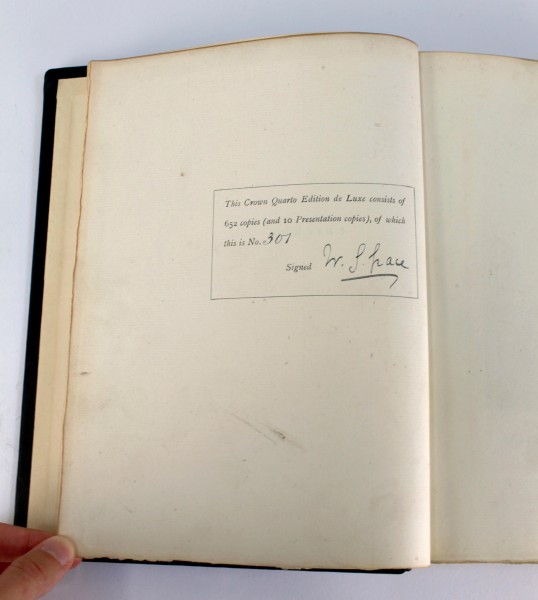 This Crown Quarto Edition de Luxe consists of
652 copies (and 10 Presentation copies), of which
this is No. 301
Signed W. G. Grace